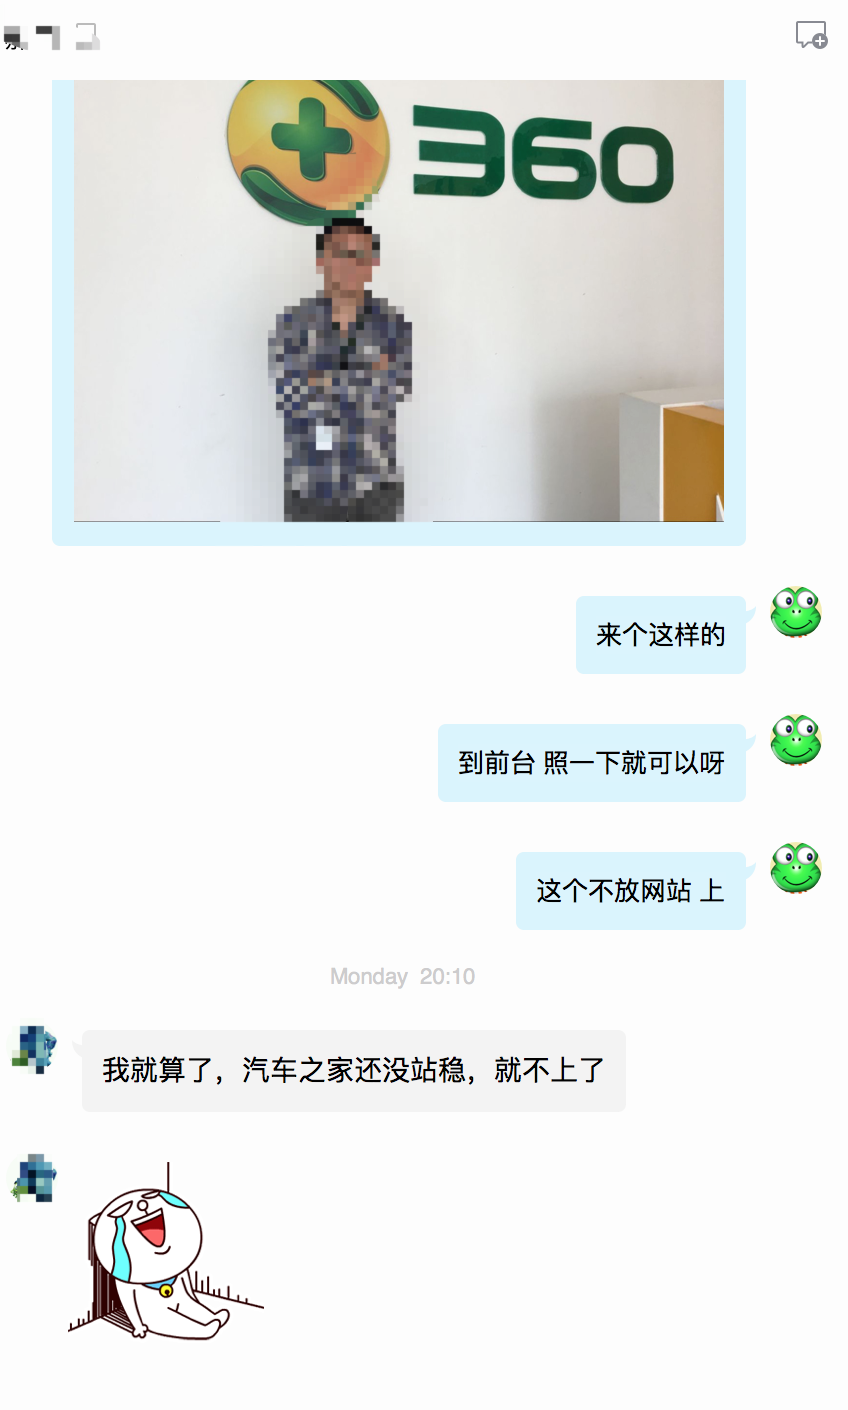 360
来个这样的
到前台 照一下就可以呀
这个不放网站 上
Monday 20:10
我就算了，汽车之家还没站稳，就不上了